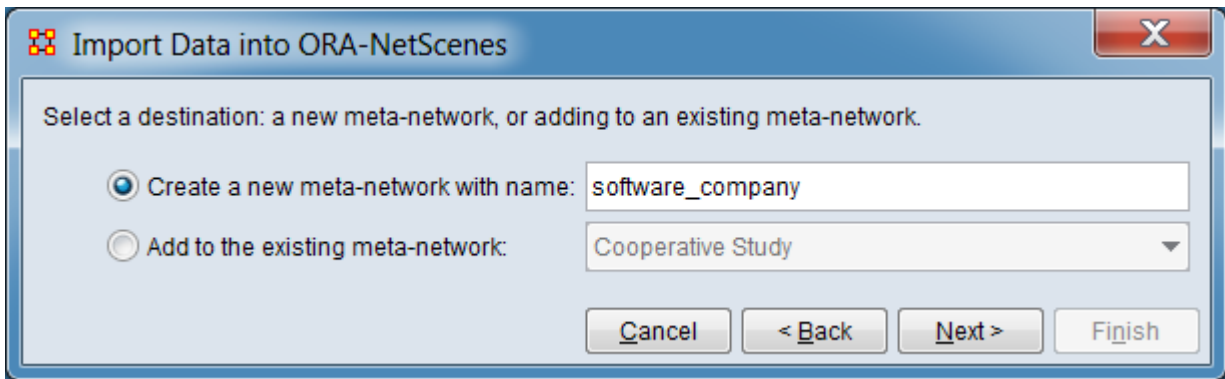 Import Data into ORA-NetScenes
X
Select a destination: a new meta-network, or adding to an existing meta-network.
Create a new meta-network with name: software_company
Add to the existing meta-network: Cooperative Study
Cancel < Back Next > Finish